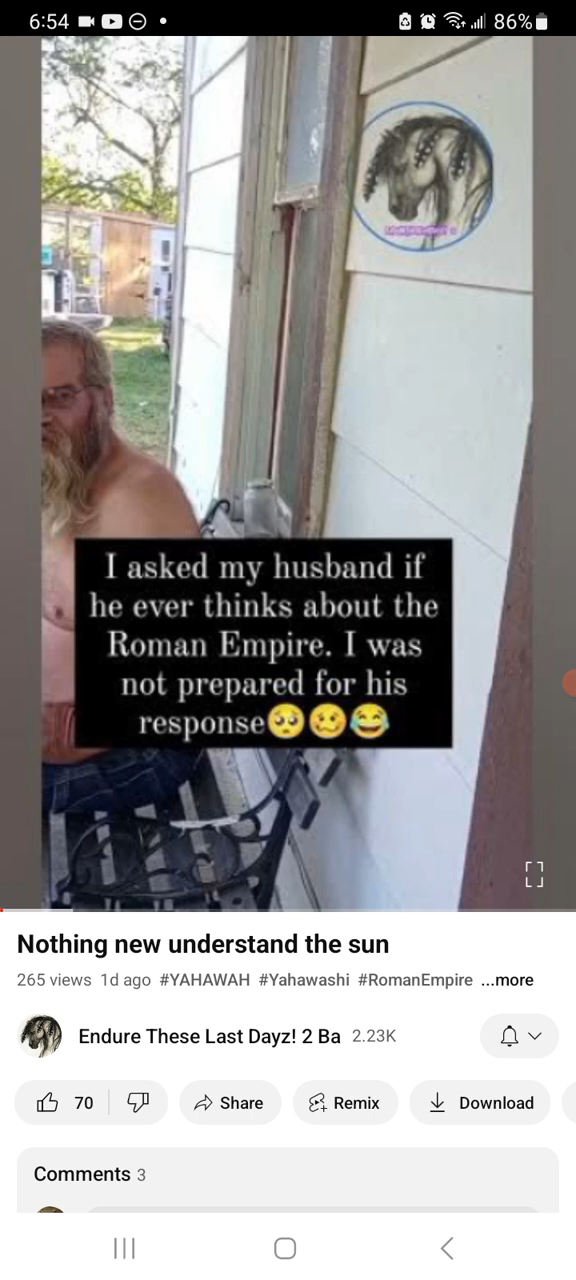 6:54
86%
I asked my husband if
he ever thinks about the
Roman Empire. I was
not prepared for his
response🥺🥴😂
Nothing new understand the sun
265 views 1d ago #YAHAWAH #Yahawashi #RomanEmpire ...more
Endure These Last Dayz! 2 Ba 2.23K
70
Share
Remix
Download
Comments 3